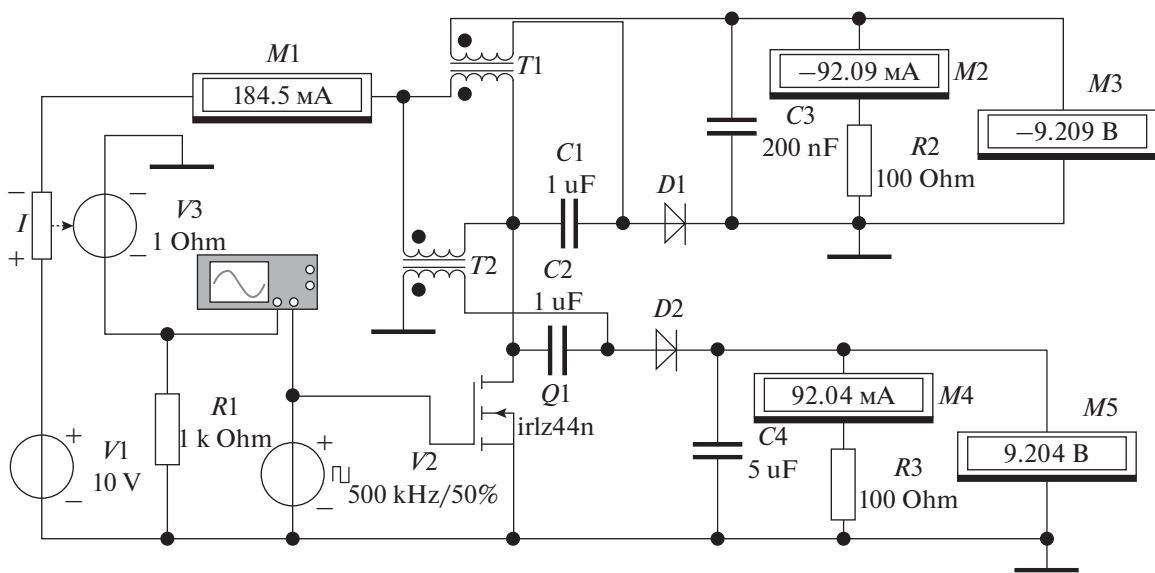 M1
184.5 мА
T1
−92.09 мА
M2
M3
−9.209 В
C3
200 nF
R2
100 Ohm
C1
1 uF
D1
−
I
+
−
V3
1 Ohm
−
T2
C2
1 uF
D2
Q1
irlz44n
92.04 мА
M4
M5
9.204 В
R1
1 k Ohm
+
V1
10 V
−
+
V2
500 kHz/50%
−
C4
5 uF
R3
100 Ohm